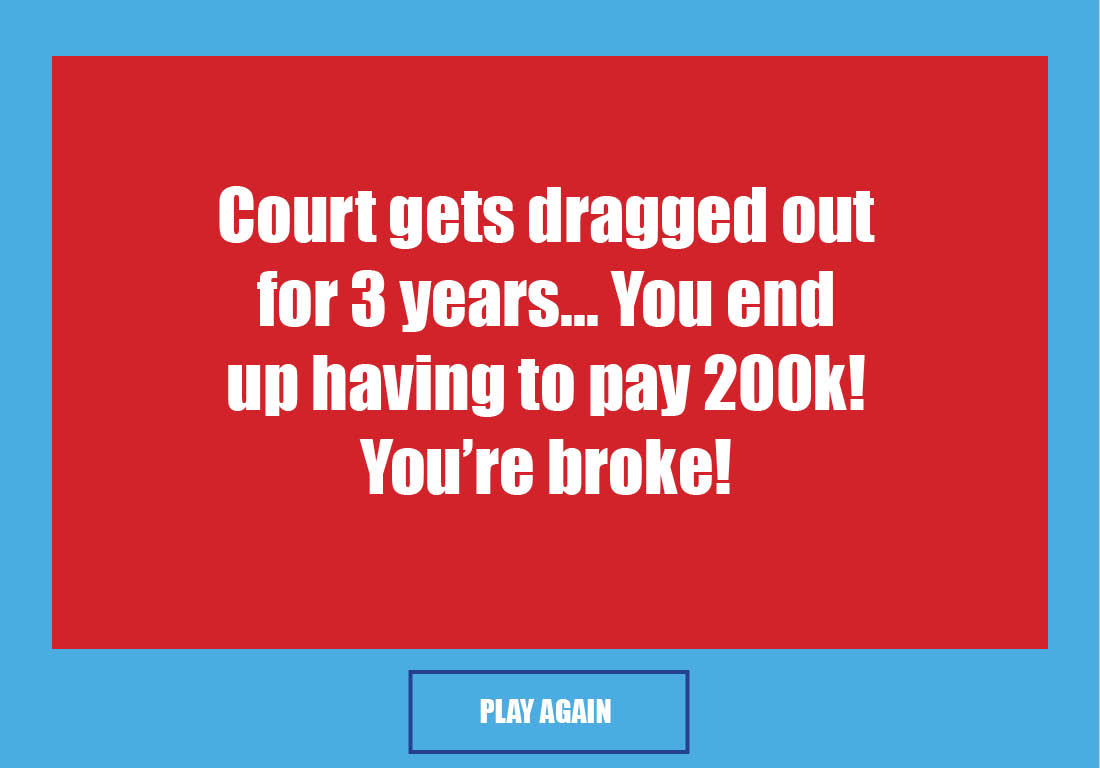 Court gets dragged out
for 3 years... You end
up having to pay 200k!
You’re broke!
PLAY AGAIN